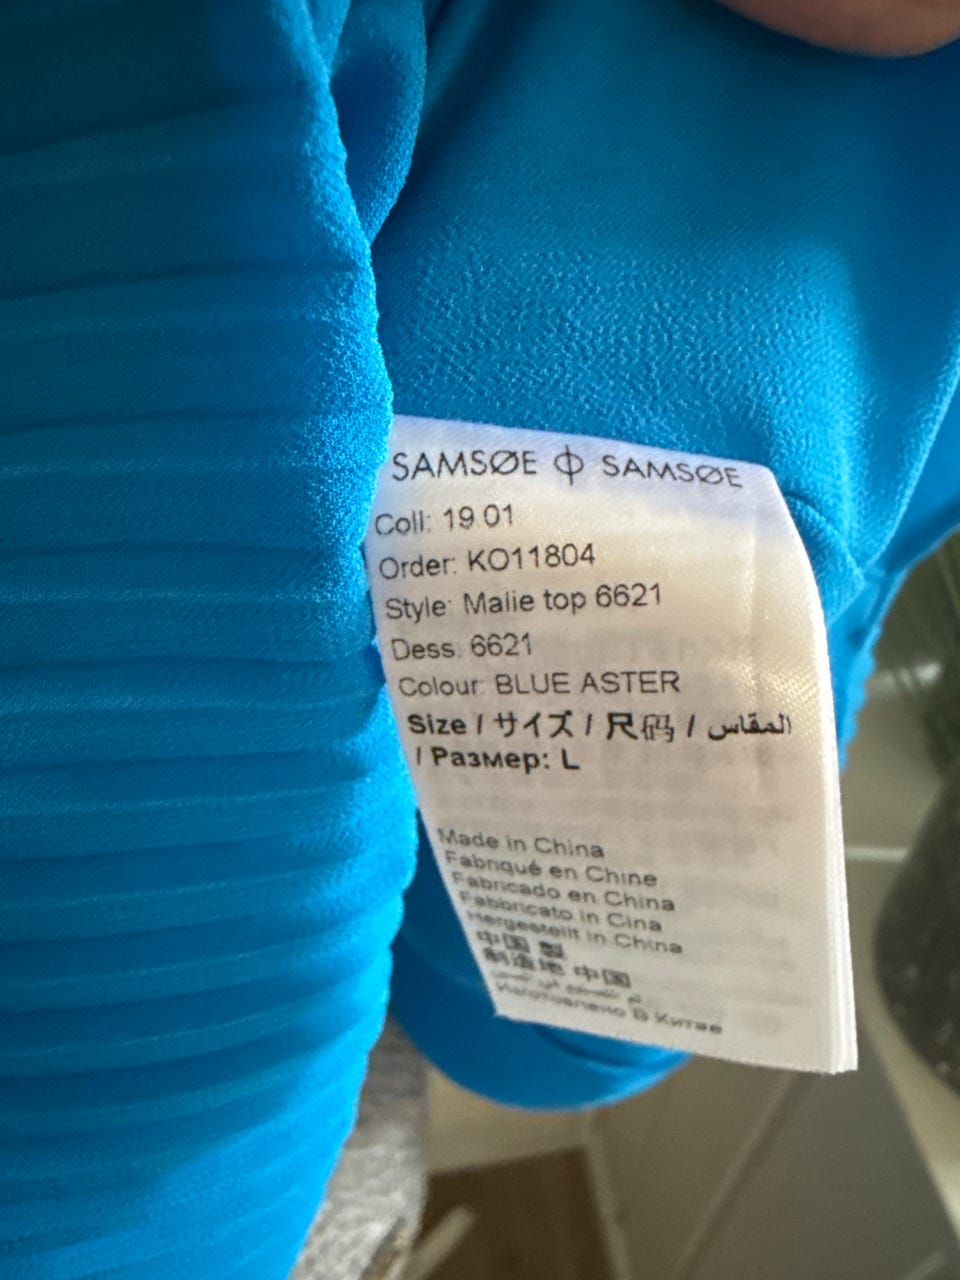 SAMSØE ф SAMSØE
Coll: 19 01
Order: KO11804
Style: Malie top 6621
Dess: 6621
Colour: BLUE ASTER
Size / サイズ / 尺码 / المقاس
/ Размер: L
Made in China
Fabriqué en Chine
Fabricado en China
Fabbricato in Cina
Hergestellt in China
中国 製
制造地 中国
Изготовлено В Китае